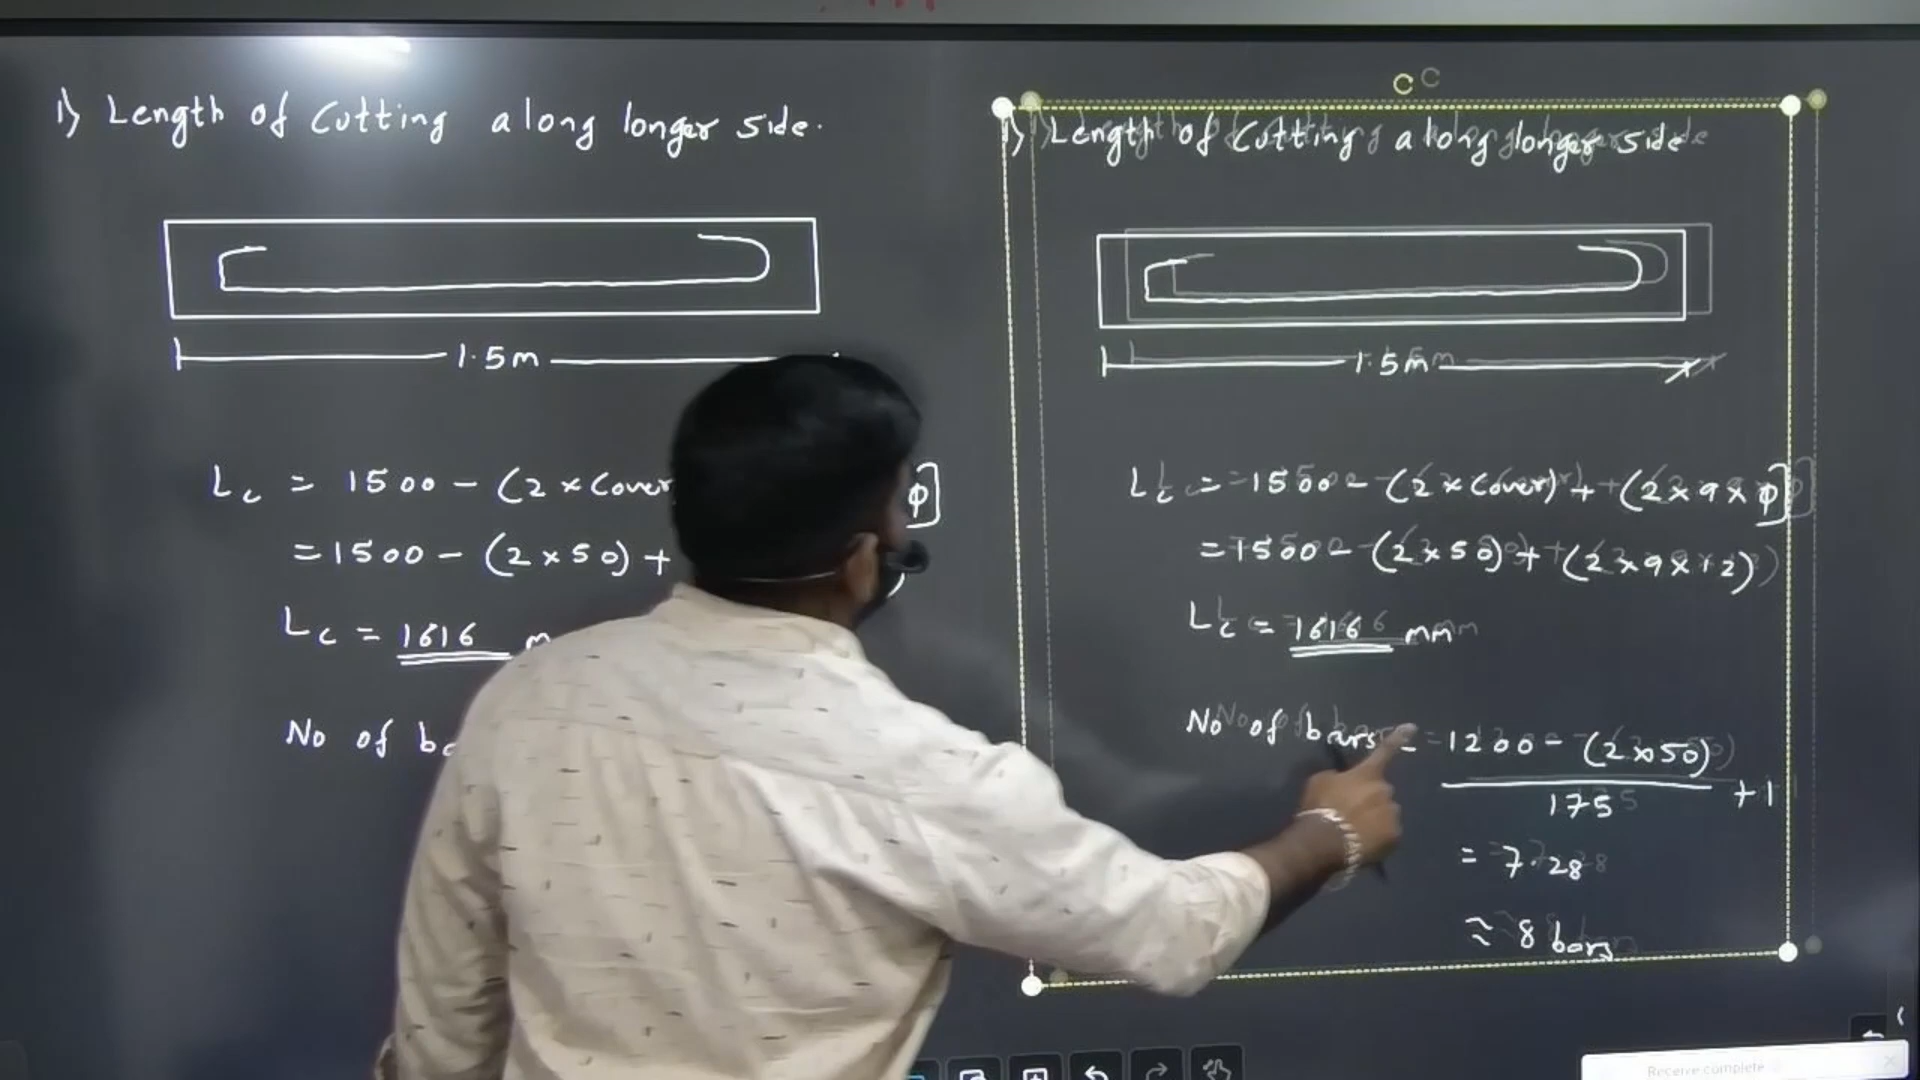 1) Length of Cutting along longer side.
1.5m
Lc = 1500 - (2 x Cover φ]
= 1500 - (2 x 50) + )
Lc = 1616
No of
1) Length of Cutting along longer side
1.5m
Lc = 1500 - (2 x Cover) + (2 x 9 x φ]
= 1500 - (2 x 50) + (2 x 9 x 12)
Lc = 1616 mm
No of bars = 1200 - (2 x 50)
175 + 1
= 7.28
≈ 8 bars
Receive complete